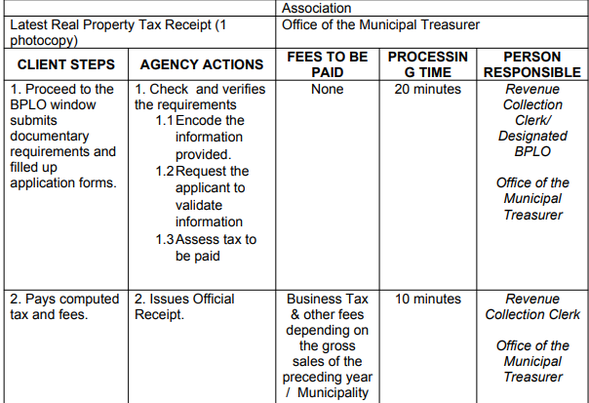 Association
Latest Real Property Tax Receipt (1
photocopy)
Office of the Municipal Treasurer
CLIENT STEPS
AGENCY ACTIONS
FEES TO BE
PAID
PROCESSIN
G TIME
PERSON
RESPONSIBLE
1. Proceed to the
BPLO window
submits
documentary
requirements and
filled up
application forms.
1. Check and verifies
the requirements
1.1 Encode the
information
provided.
1.2 Request the
applicant to
validate
information
1.3 Assess tax to
be paid
None
20 minutes
Revenue
Collection
Clerk/
Designated
BPLO
Office of the
Municipal
Treasurer
2. Pays computed
tax and fees.
2. Issues Official
Receipt.
Business Tax
& other fees
depending on
the gross
sales of the
preceding year
/ Municipality
10 minutes
Revenue
Collection Clerk
Office of the
Municipal
Treasurer